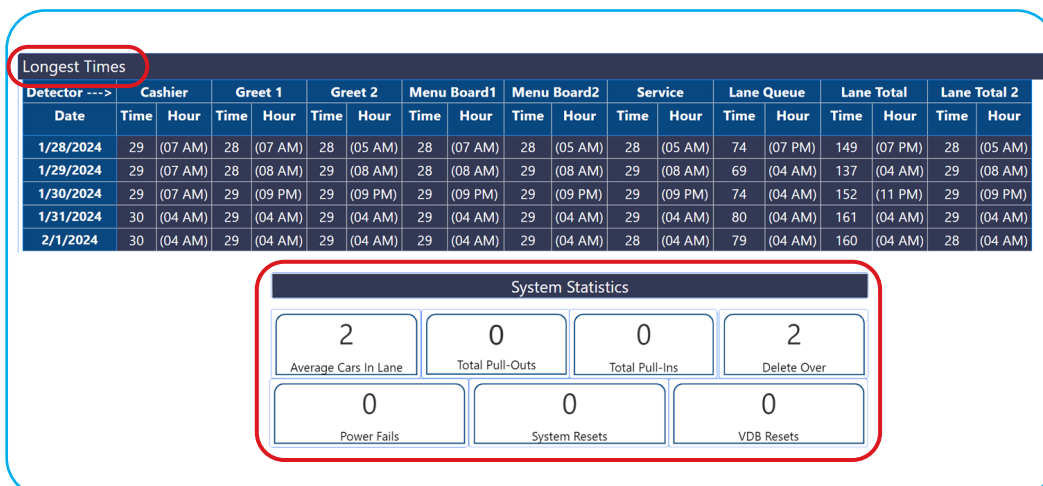 Longest Times
Detector ---> Cashier Greet 1 Greet 2 Menu Board1 Menu Board2 Service Lane Queue Lane Total Lane Total 2
Date Time Hour Time Hour Time Hour Time Hour Time Hour Time Hour Time Hour Time Hour Time Hour
1/28/2024 29 (07 AM) 28 (07 AM) 28 (05 AM) 28 (07 AM) 28 (05 AM) 28 (05 AM) 74 (07 PM) 149 (07 PM) 28 (05 AM)
1/29/2024 29 (07 AM) 28 (08 AM) 29 (08 AM) 28 (08 AM) 29 (08 AM) 29 (08 AM) 69 (04 AM) 137 (04 AM) 29 (08 AM)
1/30/2024 29 (07 AM) 29 (09 PM) 29 (09 PM) 29 (09 PM) 29 (09 PM) 29 (09 PM) 74 (04 AM) 152 (11 PM) 29 (09 PM)
1/31/2024 30 (04 AM) 29 (04 AM) 29 (04 AM) 29 (04 AM) 29 (04 AM) 29 (04 AM) 80 (04 AM) 161 (04 AM) 29 (04 AM)
2/1/2024 30 (04 AM) 29 (04 AM) 29 (04 AM) 29 (04 AM) 29 (04 AM) 28 (04 AM) 79 (04 AM) 160 (04 AM) 28 (04 AM)
System Statistics
2 0 0 2
Average Cars In Lane Total Pull-Outs Total Pull-Ins Delete Over
0 0 0
Power Fails System Resets VDB Resets